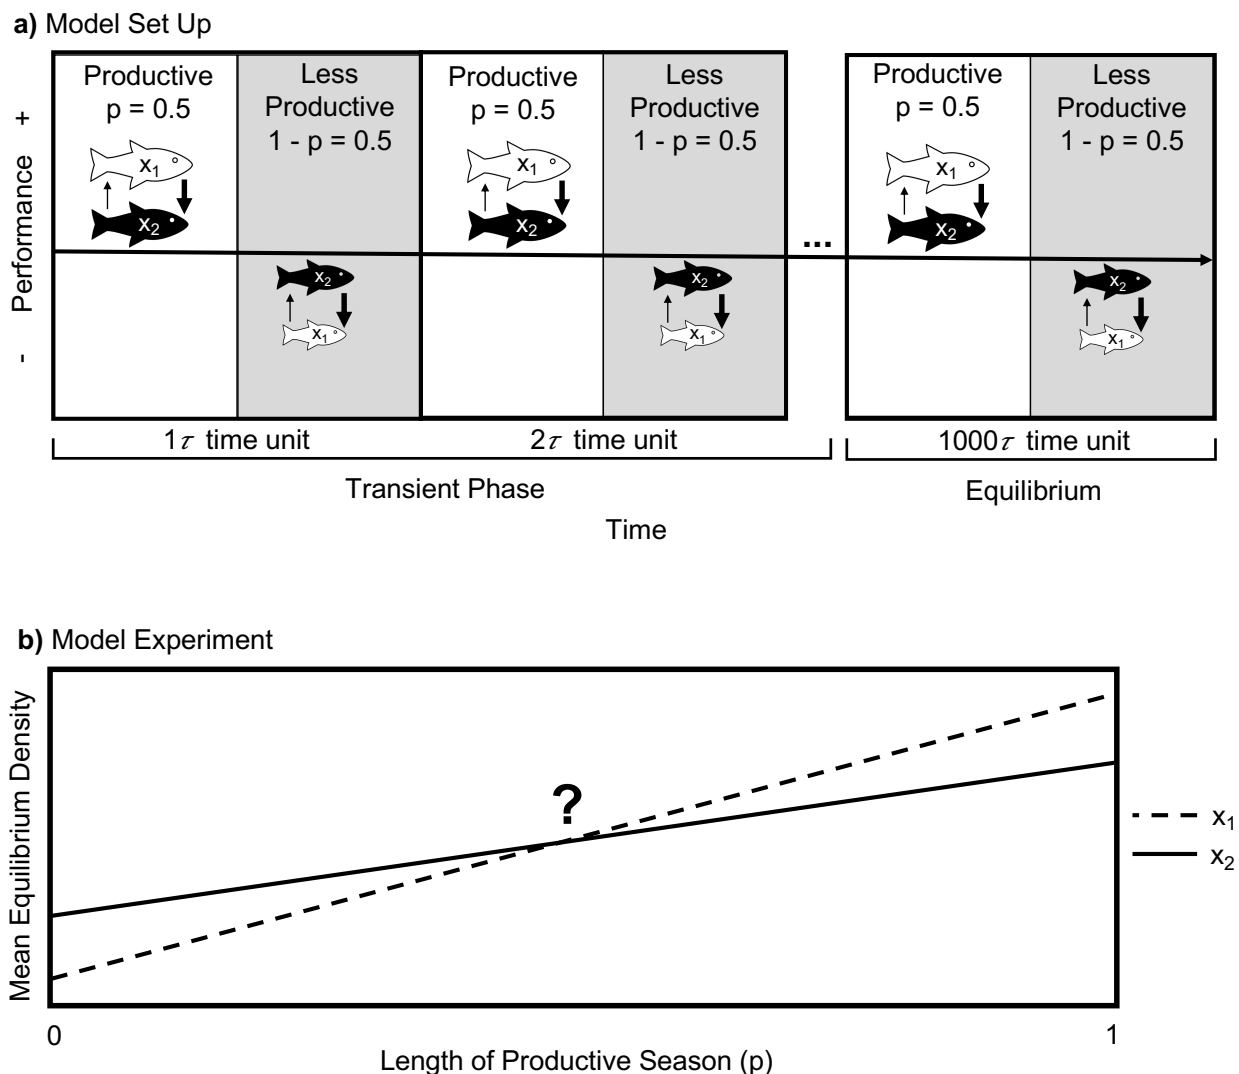 a) Model Set Up
Productive
p = 0.5
Less
Productive
1 - p = 0.5
Productive
p = 0.5
Less
Productive
1 - p = 0.5
Productive
p = 0.5
Less
Productive
1 - p = 0.5
- Performance +
x1
x2
x2
x1
x1
x2
x2
x1
...
x1
x2
x2
x1
1τ time unit
2τ time unit
1000τ time unit
Transient Phase
Equilibrium
Time
b) Model Experiment
Mean Equilibrium Density
?
x1
x2
0
1
Length of Productive Season (p)